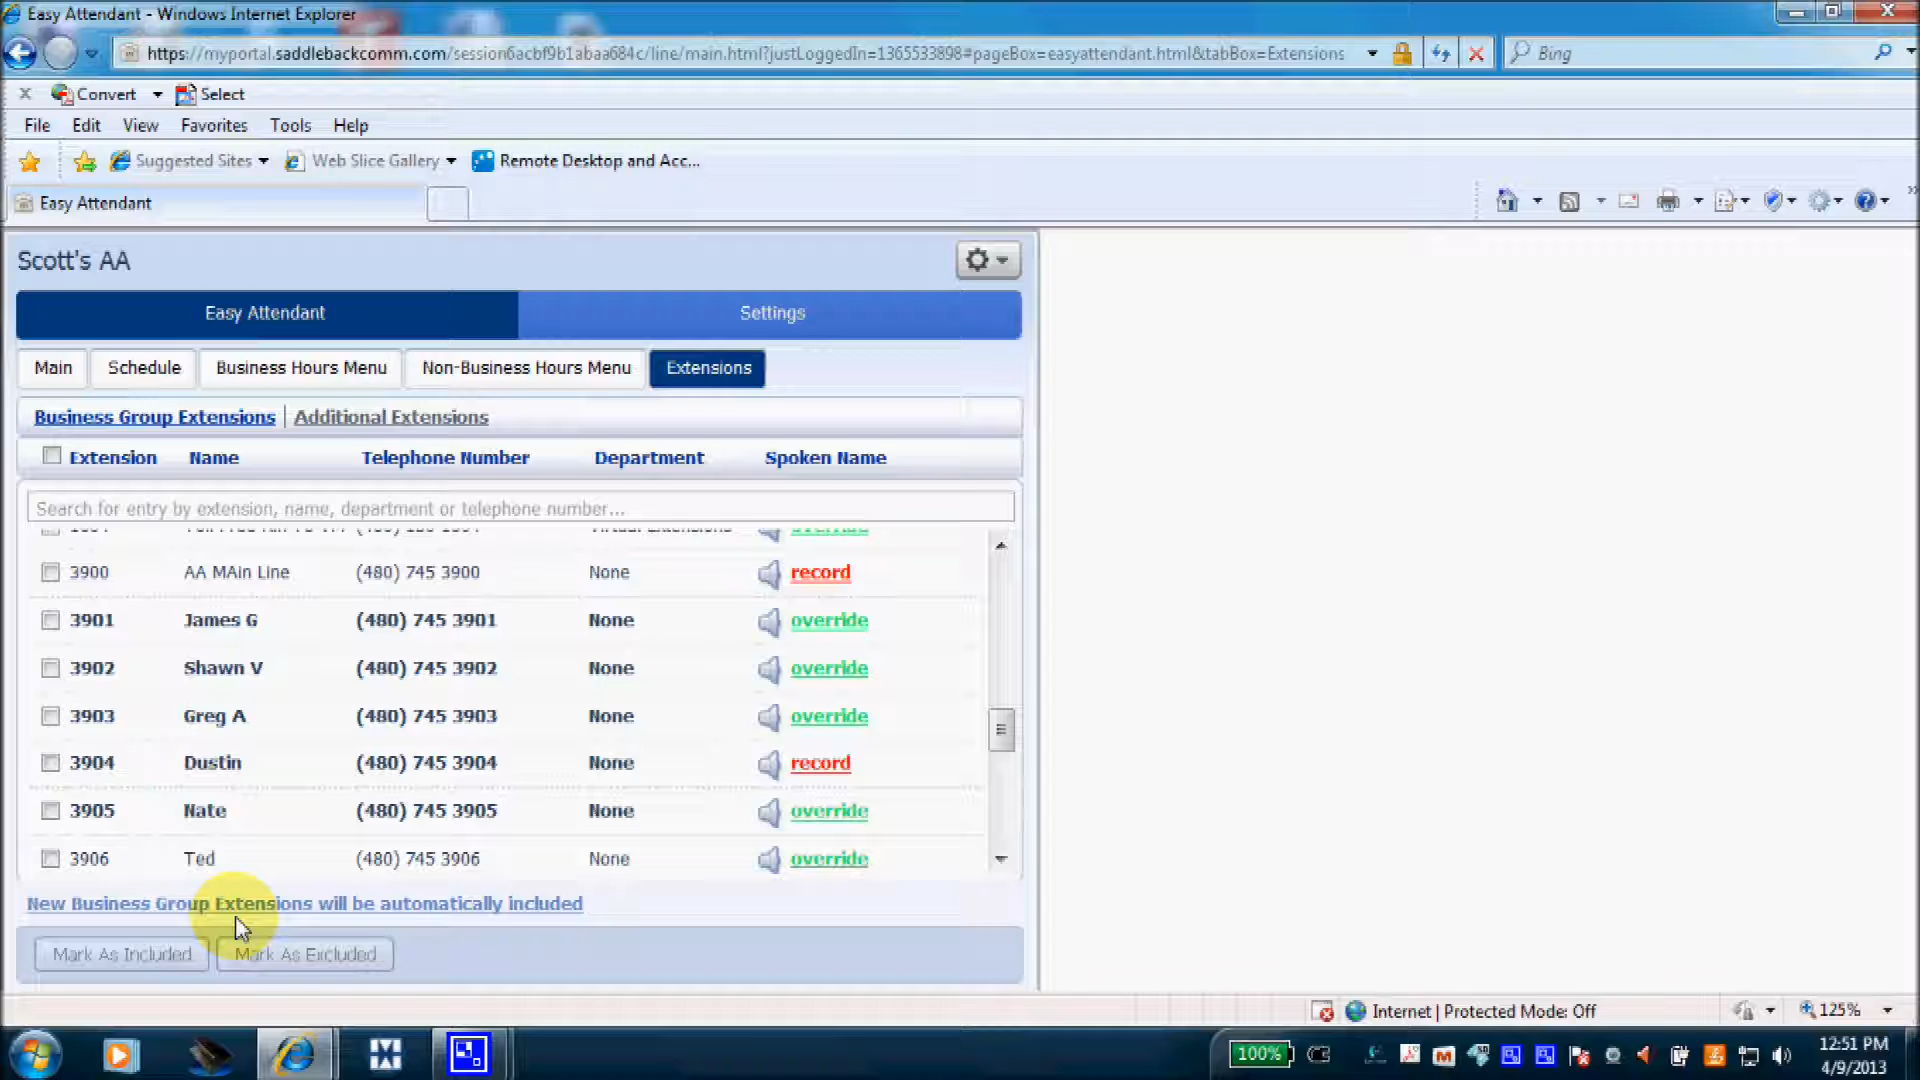 Easy Attendant - Windows Internet Explorer
https://myportal.saddlebackcomm.com/session6acbf9b1abaa684c/line/main.html?justLoggedIn=1365533898#pageBox=easyattendant.html&tabBox=Extensions
Bing
Convert Select
File Edit View Favorites Tools Help
Suggested Sites Web Slice Gallery Remote Desktop and Acc...
Easy Attendant
Scott's AA
Easy Attendant Settings
Main Schedule Business Hours Menu Non-Business Hours Menu Extensions
Business Group Extensions Additional Extensions
Extension Name Telephone Number Department Spoken Name
Search for entry by extension, name, department or telephone number...
override
3900 AA MAin Line (480) 745 3900 None record
3901 James G (480) 745 3901 None override
3902 Shawn V (480) 745 3902 None override
3903 Greg A (480) 745 3903 None override
3904 Dustin (480) 745 3904 None record
3905 Nate (480) 745 3905 None override
3906 Ted (480) 745 3906 None override
New Business Group Extensions will be automatically included
Mark As Included Mark As Excluded
Internet | Protected Mode: Off
125%
100%
12:51 PM
4/9/2013